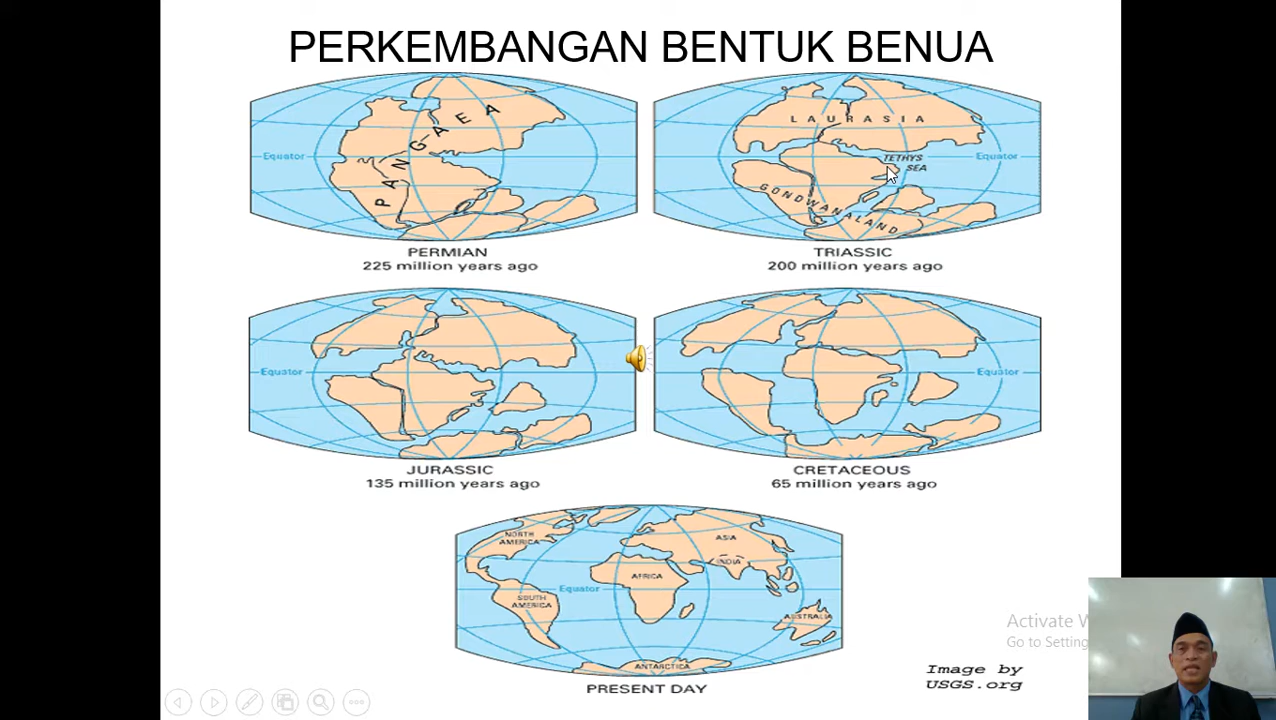 PERKEMBANGAN BENTUK BENUA
Equator
PANGAEA
PERMIAN
225 million years ago
LAURASIA
TETHYS
SEA
Equator
GONDWANALAND
TRIASSIC
200 million years ago
Equator
JURASSIC
135 million years ago
Equator
CRETACEOUS
65 million years ago
NORTH
AMERICA
ASIA
INDIA
AFRICA
Equator
SOUTH
AMERICA
AUSTRALIA
ANTARCTICA
PRESENT DAY
Activate W
Go to Setting
Image by
USGS.org